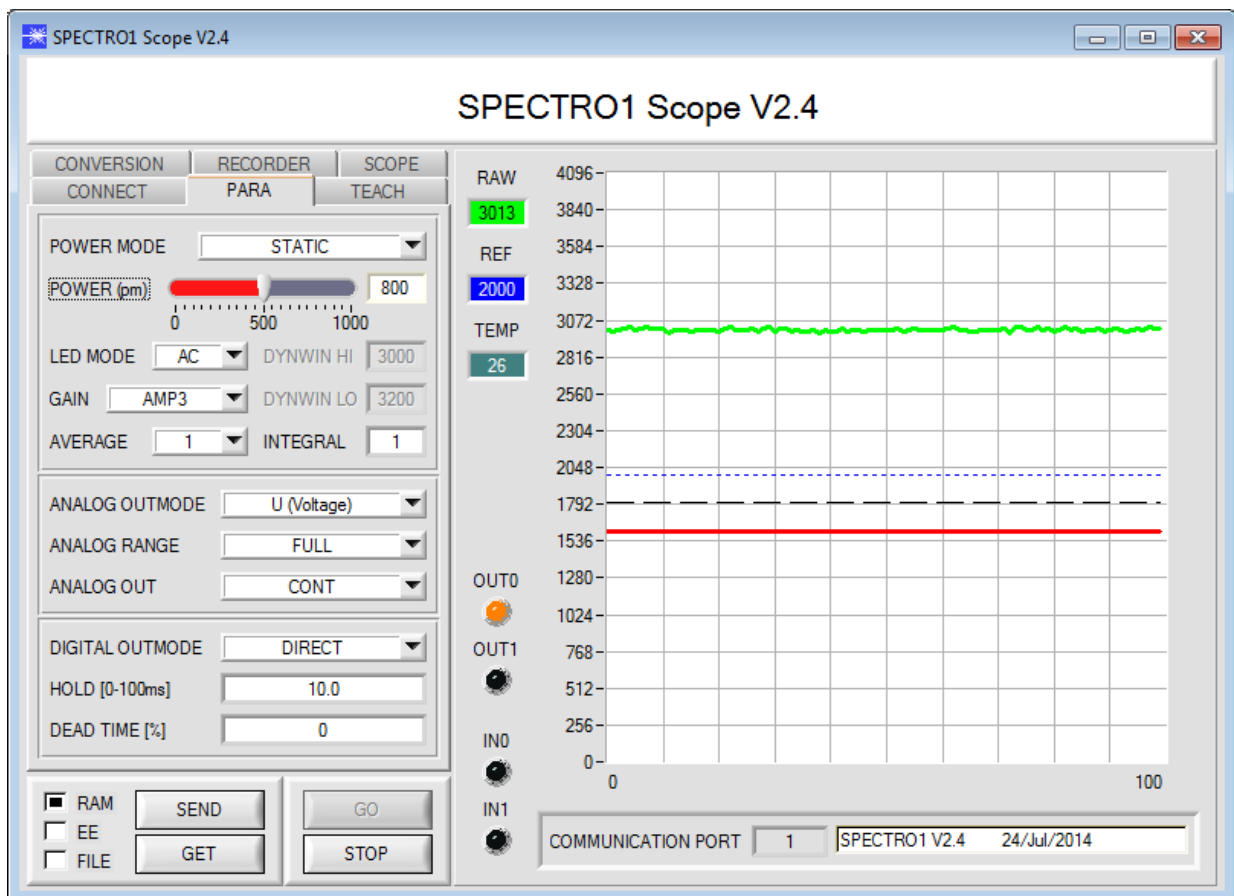 SPECTRO1 Scope V2.4
SPECTRO1 Scope V2.4
CONVERSION RECORDER SCOPE
CONNECT PARA TEACH
POWER MODE STATIC
POWER (pm) 800
0 500 1000
LED MODE AC DYNWIN HI 3000
GAIN AMP3 DYNWIN LO 3200
AVERAGE 1 INTEGRAL 1
ANALOG OUTMODE U (Voltage)
ANALOG RANGE FULL
ANALOG OUT CONT
DIGITAL OUTMODE DIRECT
HOLD [0-100ms] 10.0
DEAD TIME [%] 0
RAM
EE
FILE
SEND
GET
GO
STOP
RAW
3013
REF
2000
TEMP
26
OUT0
OUT1
IN0
IN1
4096
3840
3584
3328
3072
2816
2560
2304
2048
1792
1536
1280
1024
768
512
256
0
0 100
COMMUNICATION PORT 1 SPECTRO1 V2.4 24/Jul/2014